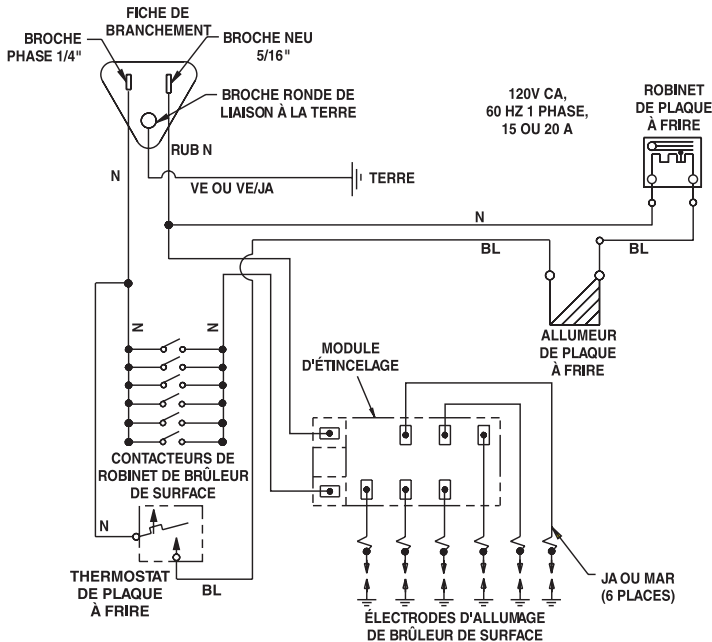 FICHE DE
BRANCHEMENT
BROCHE
PHASE 1/4"
BROCHE NEU
5/16"
BROCHE RONDE DE
LIAISON À LA TERRE
120V CA,
60 HZ 1 PHASE,
15 OU 20 A
ROBINET
DE PLAQUE
À FRIRE
RUB N
N
VE OU VE/JA
TERRE
N
BL
BL
N
N
ALLUMEUR
DE PLAQUE
À FRIRE
MODULE
D'ÉTINCELAGE
CONTACTEURS DE
ROBINET DE BRÛLEUR
DE SURFACE
N
THERMOSTAT
DE PLAQUE
À FRIRE
BL
JA OU MAR
(6 PLACES)
ÉLECTRODES D'ALLUMAGE
DE BRÛLEUR DE SURFACE